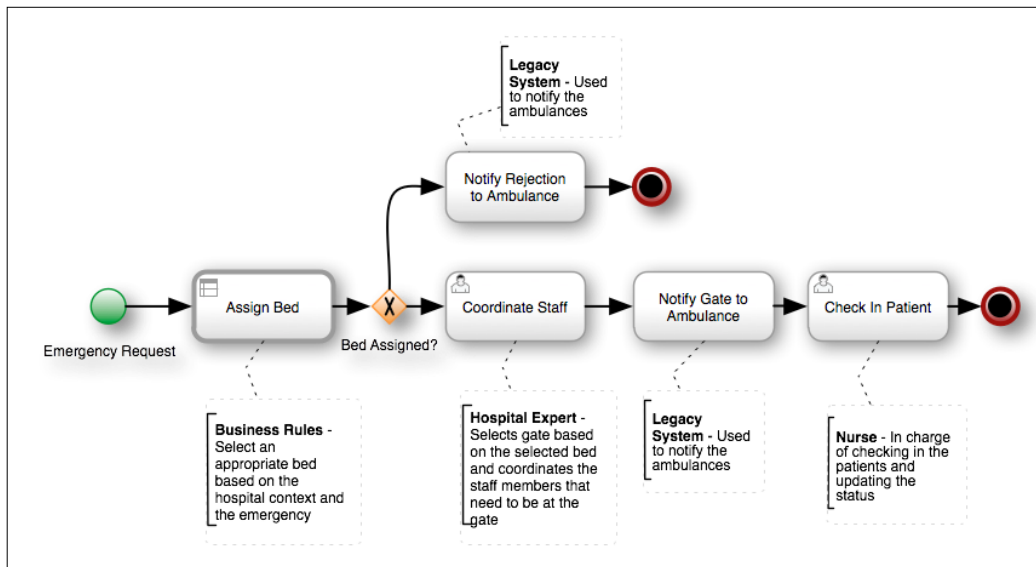 Legacy
System - Used
to notify the
ambulances
Notify Rejection
to Ambulance
Emergency Request
Assign Bed
X
Bed Assigned?
Coordinate Staff
Notify Gate to
Ambulance
Check In Patient
Business Rules -
Select an
appropriate bed
based on the
hospital context and
the emergency
Hospital Expert -
Selects gate based
on the selected bed
and coordinates the
staff members that
need to be at the
gate
Legacy
System - Used
to notify the
ambulances
Nurse - In charge
of checking in the
patients and
updating the
status